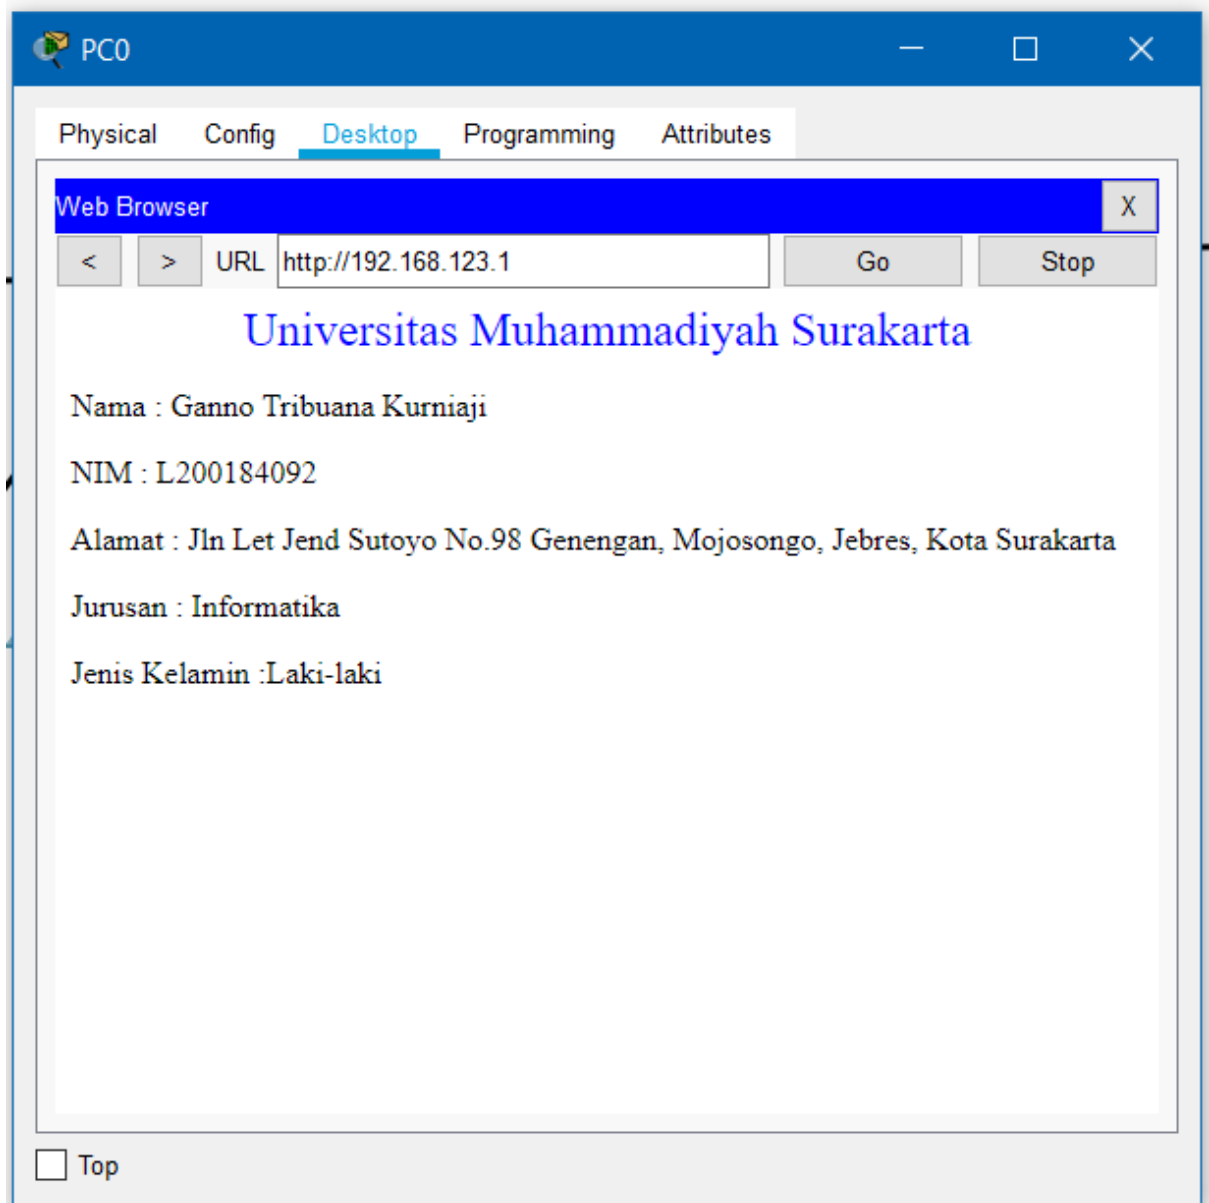 PC0
Physical Config Desktop Programming Attributes
Web Browser X
< > URL http://192.168.123.1 Go Stop
Universitas Muhammadiyah Surakarta
Nama : Ganno Tribuana Kurniaji
NIM : L200184092
Alamat : Jln Let Jend Sutoyo No.98 Genengan, Mojosongo, Jebres, Kota Surakarta
Jurusan : Informatika
Jenis Kelamin :Laki-laki
Top